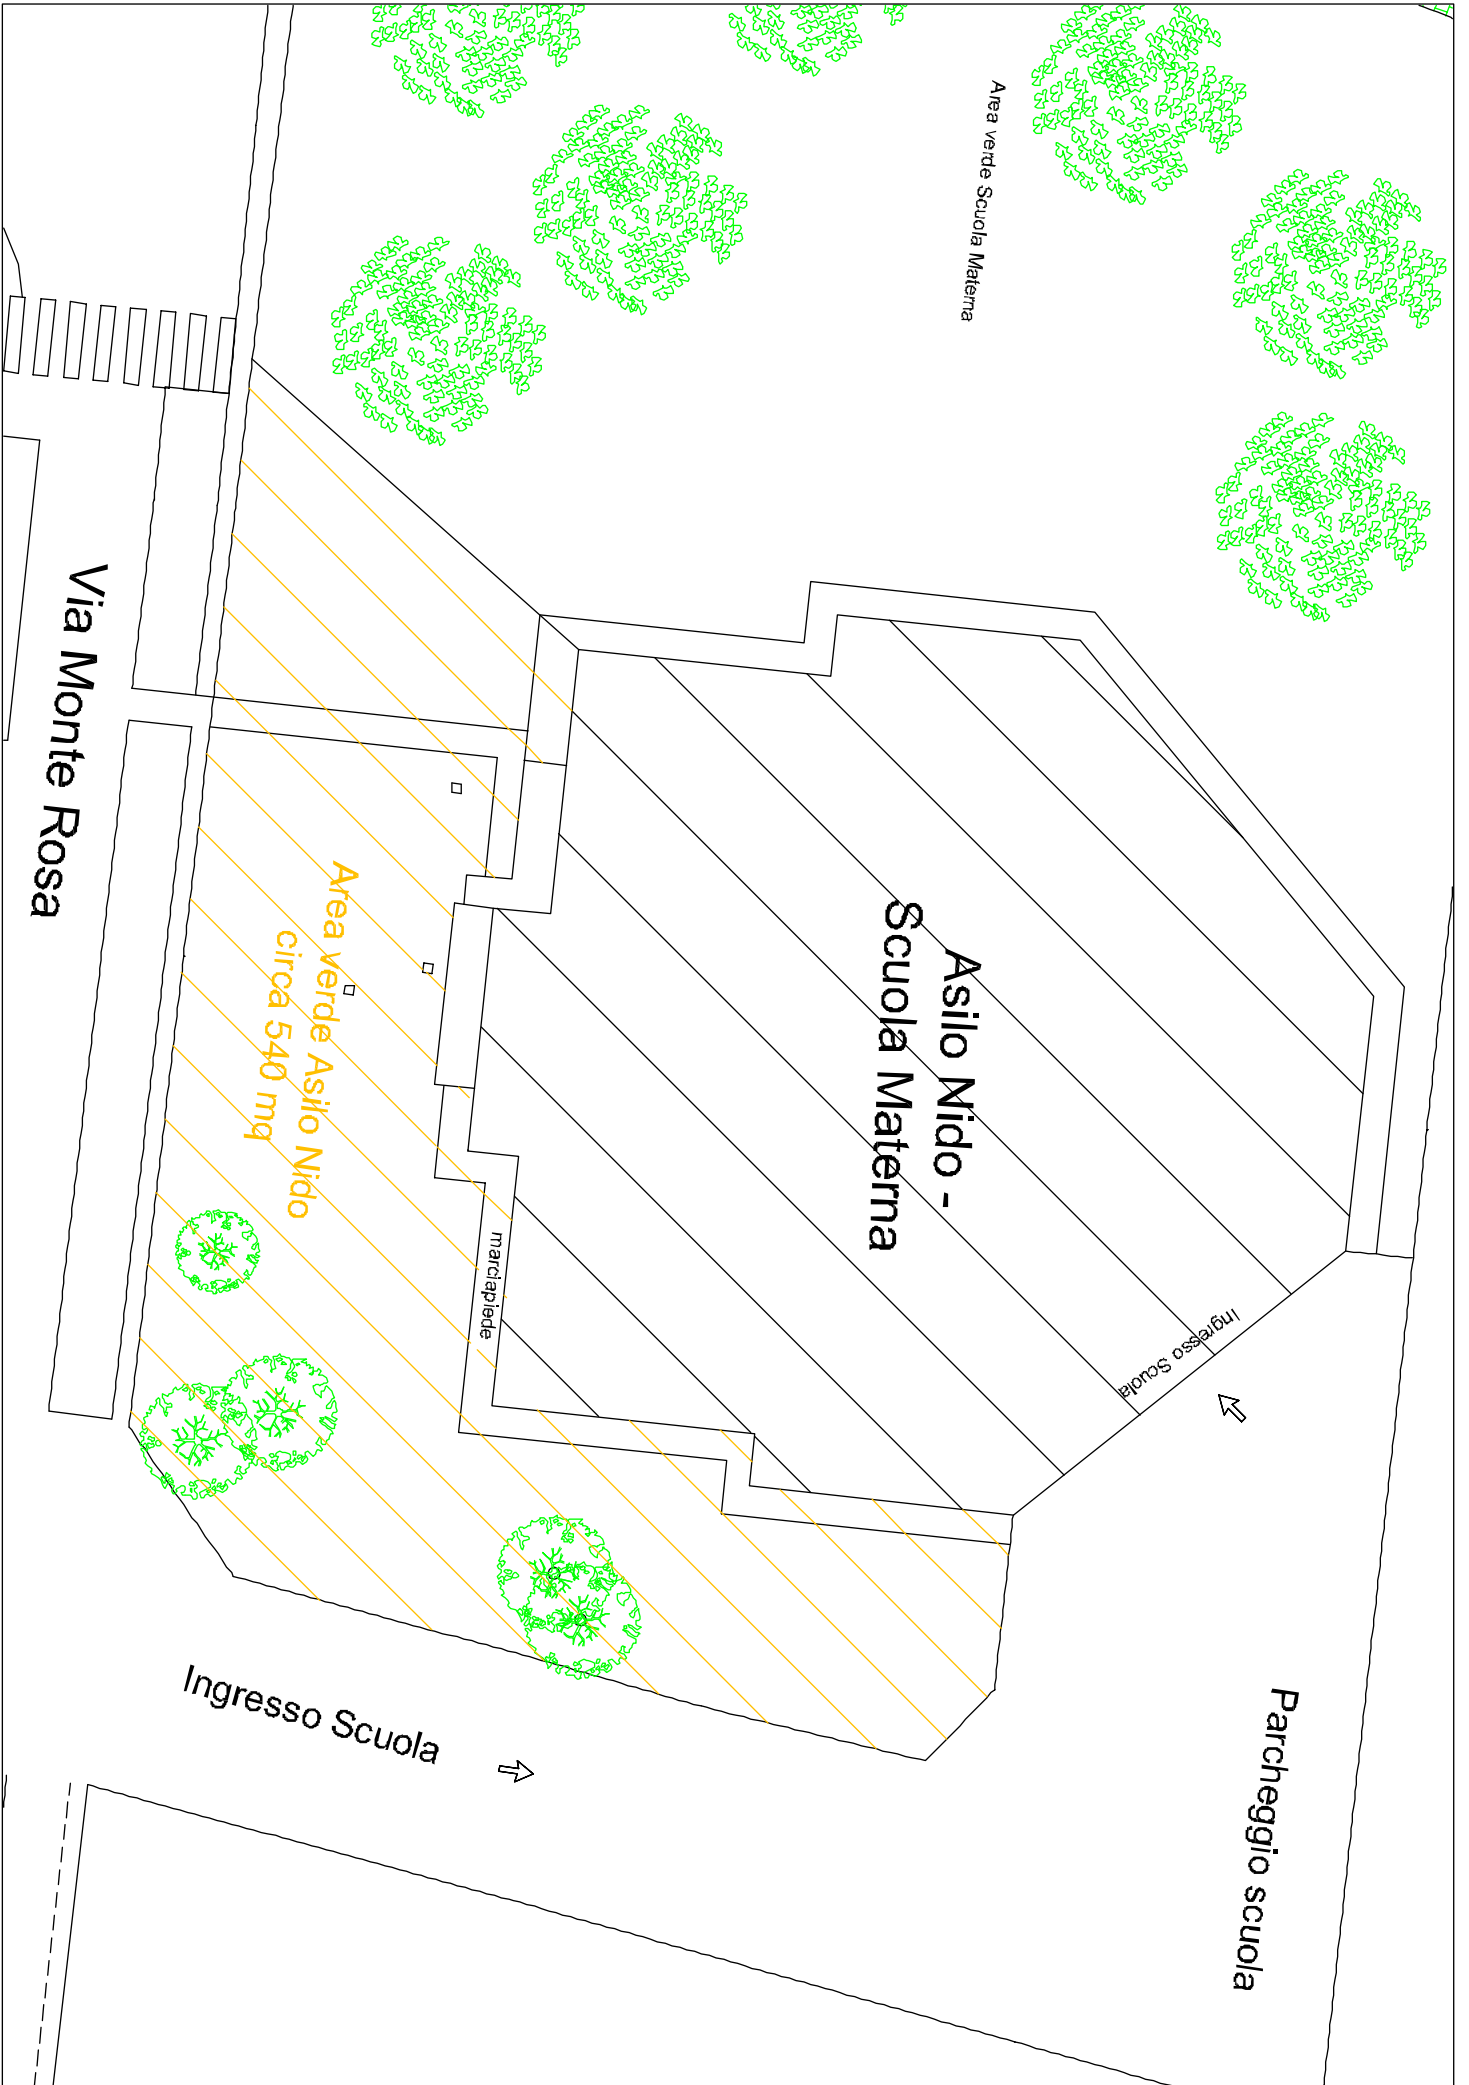 Area verde Scuola Materna
Asilo Nido -
Scuola Materna
Via Monte Rosa
Area verde Asilo Nido
circa 540 mq
marciapiede
Ingresso Scuola
Ingresso Scuola
Parcheggio scuola